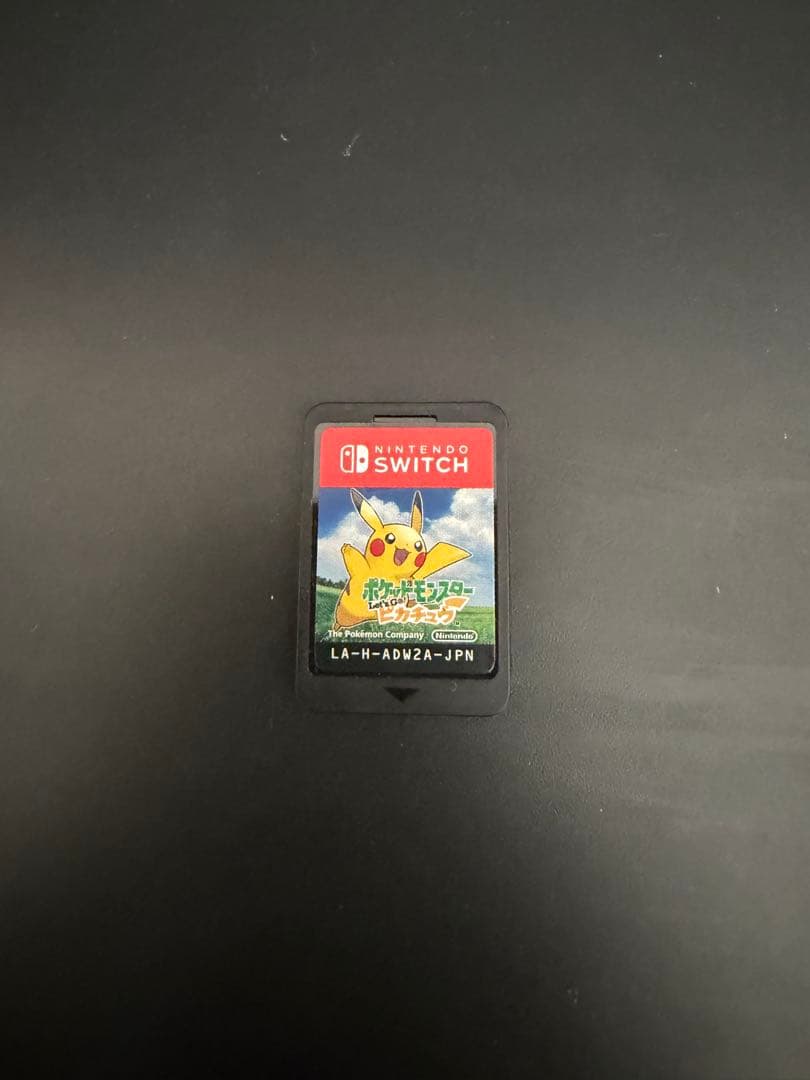 NINTENDO
SWITCH
ポケットモンスター
Let's Go! ピカチュウ
The Pokémon Company Nintendo
LA-H-ADW2A-JPN